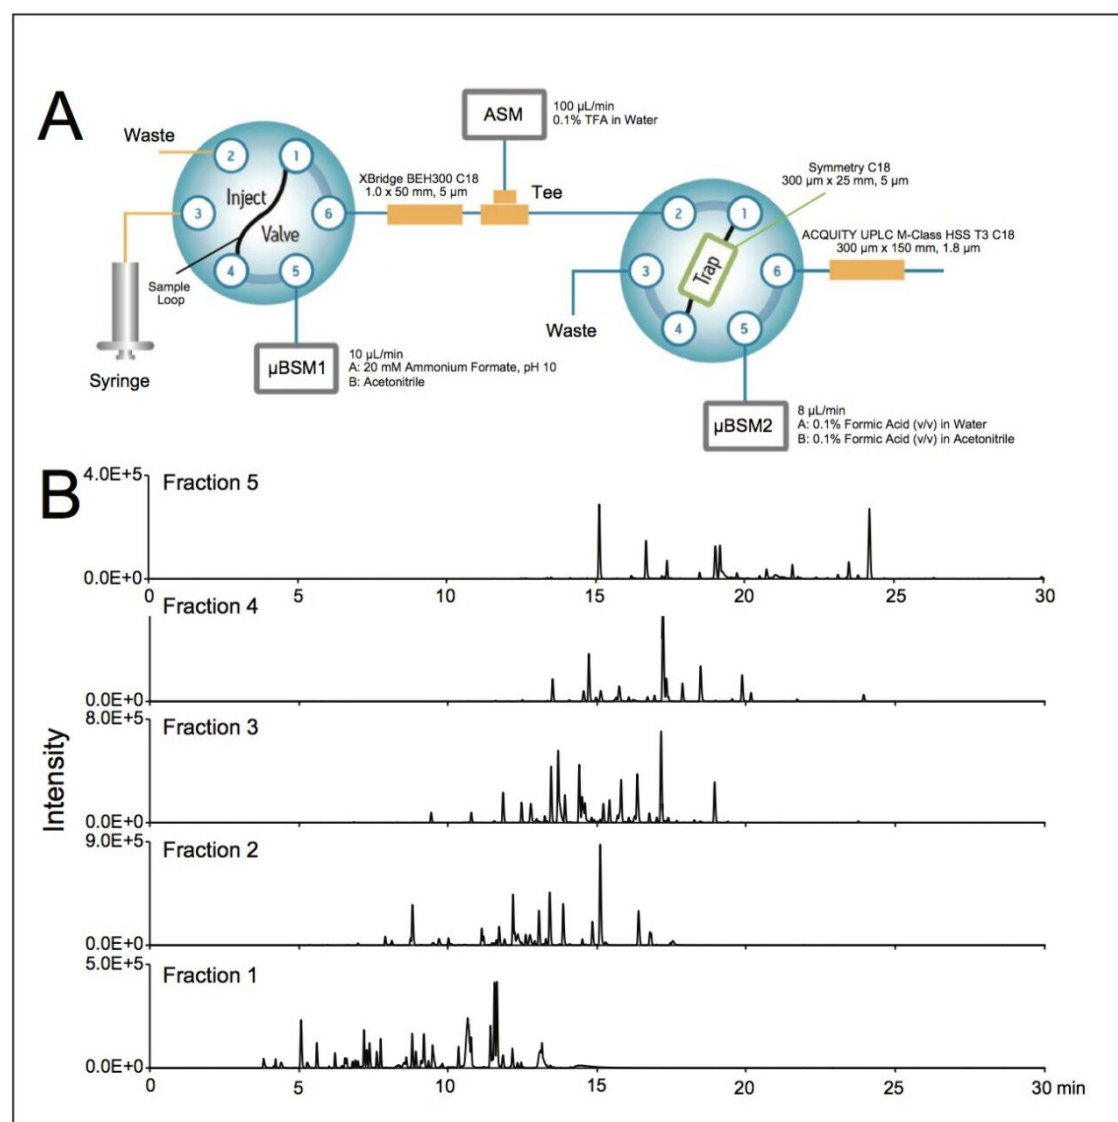 A
Waste
2
1
3
6
4
5
Inject
Valve
Sample
Loop
Syringe
µBSM1
10 µL/min
A: 20 mM Ammonium Formate, pH 10
B: Acetonitrile
XBridge BEH300 C18
1.0 x 50 mm, 5 µm
ASM
100 µL/min
0.1% TFA in Water
Tee
Symmetry C18
300 µm x 25 mm, 5 µm
2
1
3
6
4
5
Trap
Waste
ACQUITY UPLC M-Class HSS T3 C18
300 µm x 150 mm, 1.8 µm
µBSM2
8 µL/min
A: 0.1% Formic Acid (v/v) in Water
B: 0.1% Formic Acid (v/v) in Acetonitrile
B
Intensity
4.0E+5
Fraction 5
0.0E+0
0 5 10 15 20 25 30
Fraction 4
0.0E+0
8.0E+5
Fraction 3
0.0E+0
9.0E+5
Fraction 2
0.0E+0
5.0E+5
Fraction 1
0.0E+0
0 5 10 15 20 25 30 min